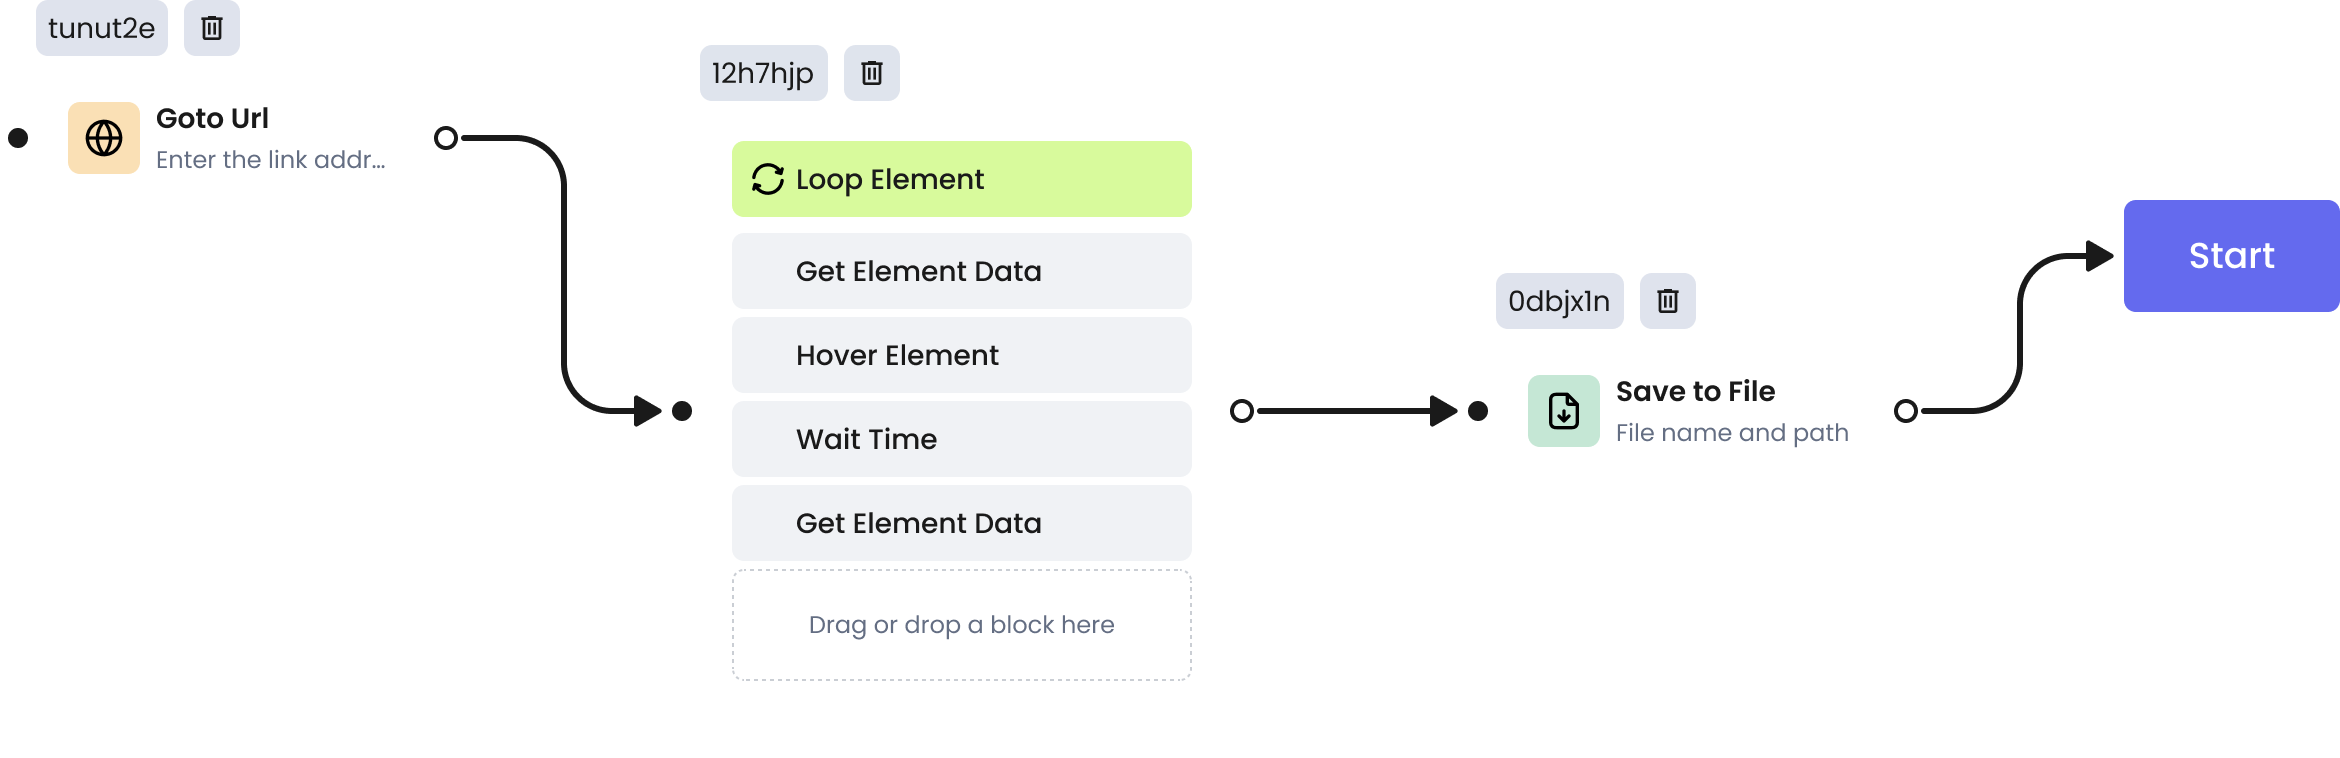 tunut2e
Goto Url
Enter the link addr...
12h7hjp
Loop Element
Get Element Data
Hover Element
Wait Time
Get Element Data
Drag or drop a block here
0dbjx1n
Save to File
File name and path
Start